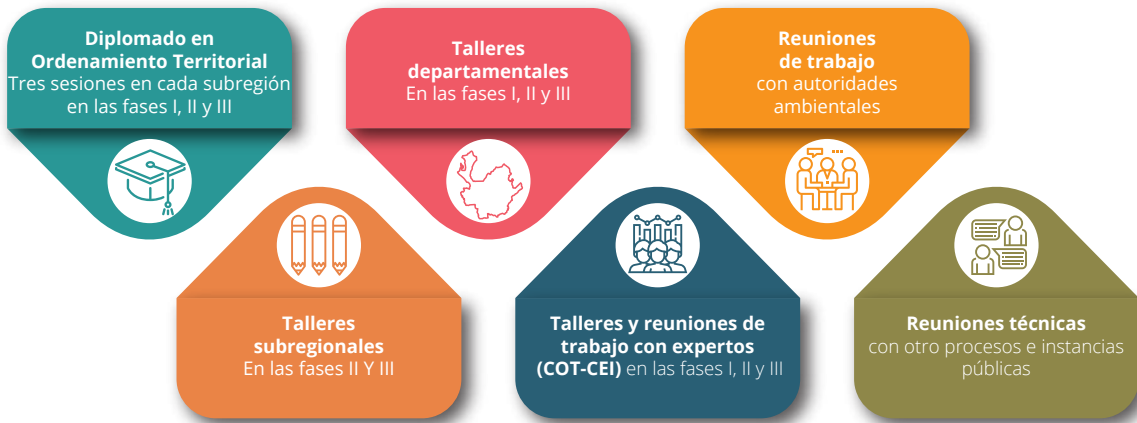 Diplomado en
Ordenamiento Territorial
Tres sesiones en cada subregión
en las fases I, II y III
Talleres
departamentales
En las fases I, II y III
Reuniones
de trabajo
con autoridades
ambientales
Talleres
subregionales
En las fases II Y III
Talleres y reuniones de
trabajo con expertos
(COT-CEI) en las fases I, II y III
Reuniones técnicas
con otro procesos e instancias
públicas